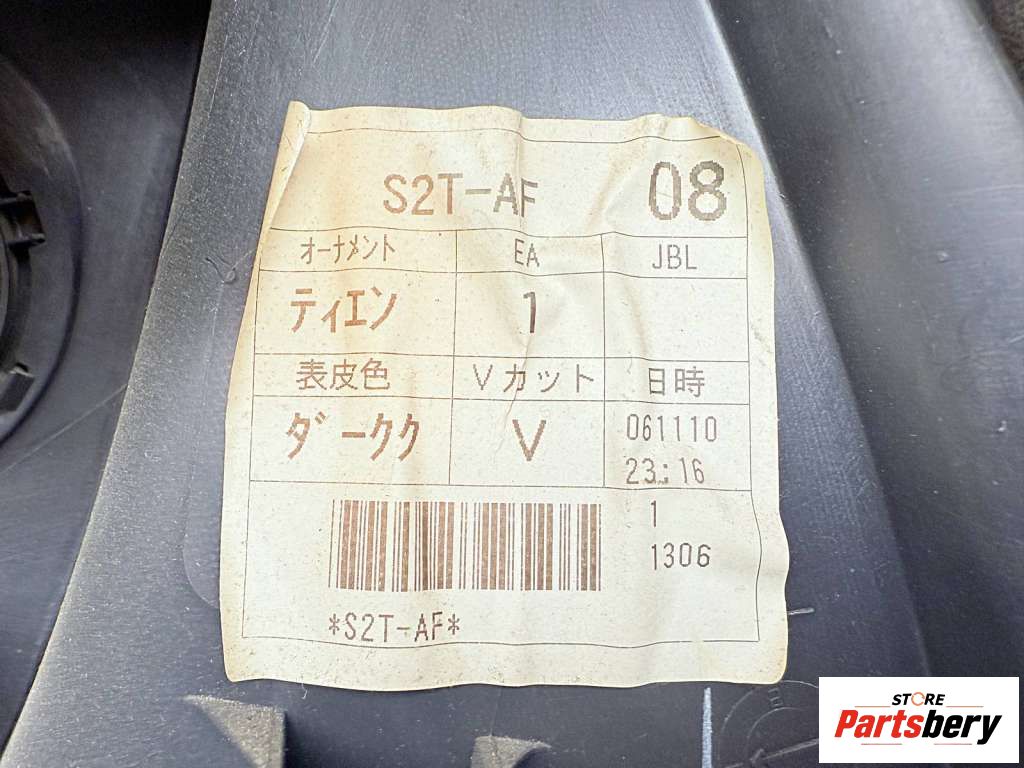 S2T-AF 08
オーナメント EA JBL
ティエン 1
表皮色 Vカット 日時
ダークク V 061110
23:16
1
1306
*S2T-AF*
STORE
Partsbery